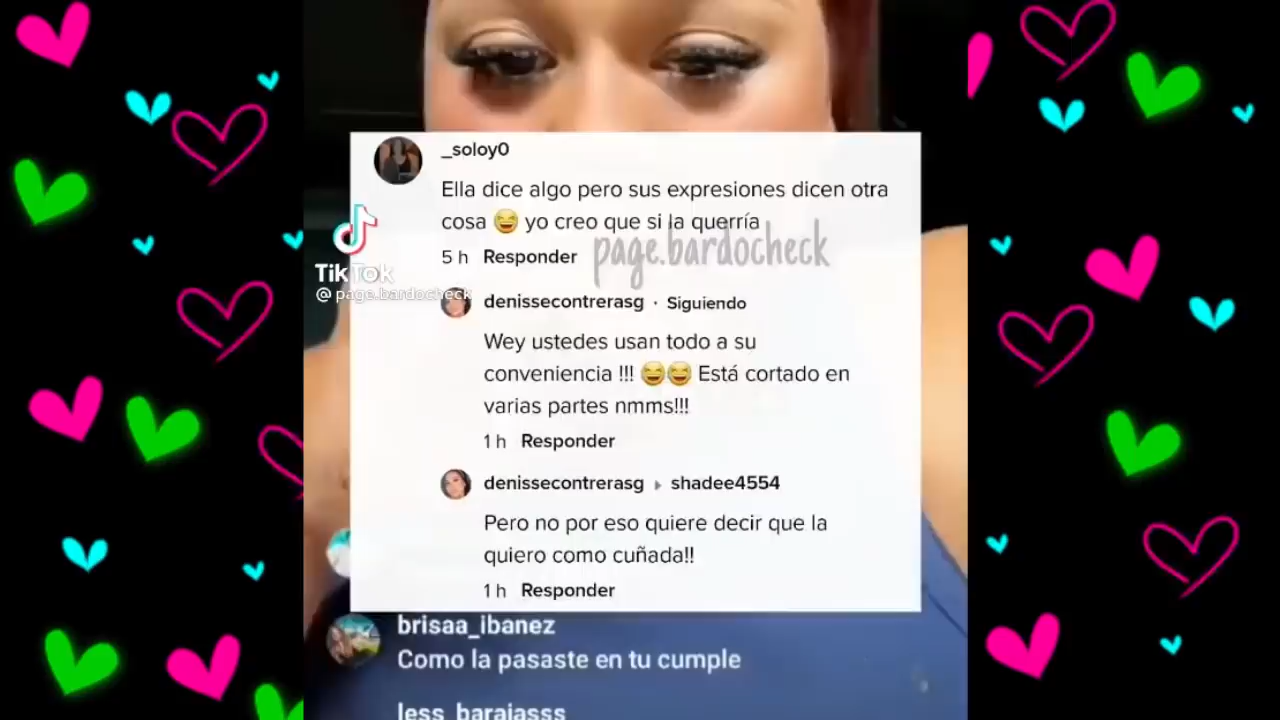 _soloy0
Ella dice algo pero sus expresiones dicen otra
cosa 😆 yo creo que si la querría
5 h Responder
page.bardocheck
TikTok
@ page.bardocheck
denissecontrerasg · Siguiendo
Wey ustedes usan todo a su
conveniencia !!! 😆😆 Está cortado en
varias partes nmms!!!
1 h Responder
denissecontrerasg ▸ shadee4554
Pero no por eso quiere decir que la
quiero como cuñada!!
1 h Responder
brisaa_ibanez
Como la pasaste en tu cumple
less_barajasss